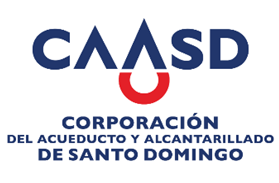 CAASD
CORPORACIÓN
DEL ACUEDUCTO Y ALCANTARILLADO
DE SANTO DOMINGO